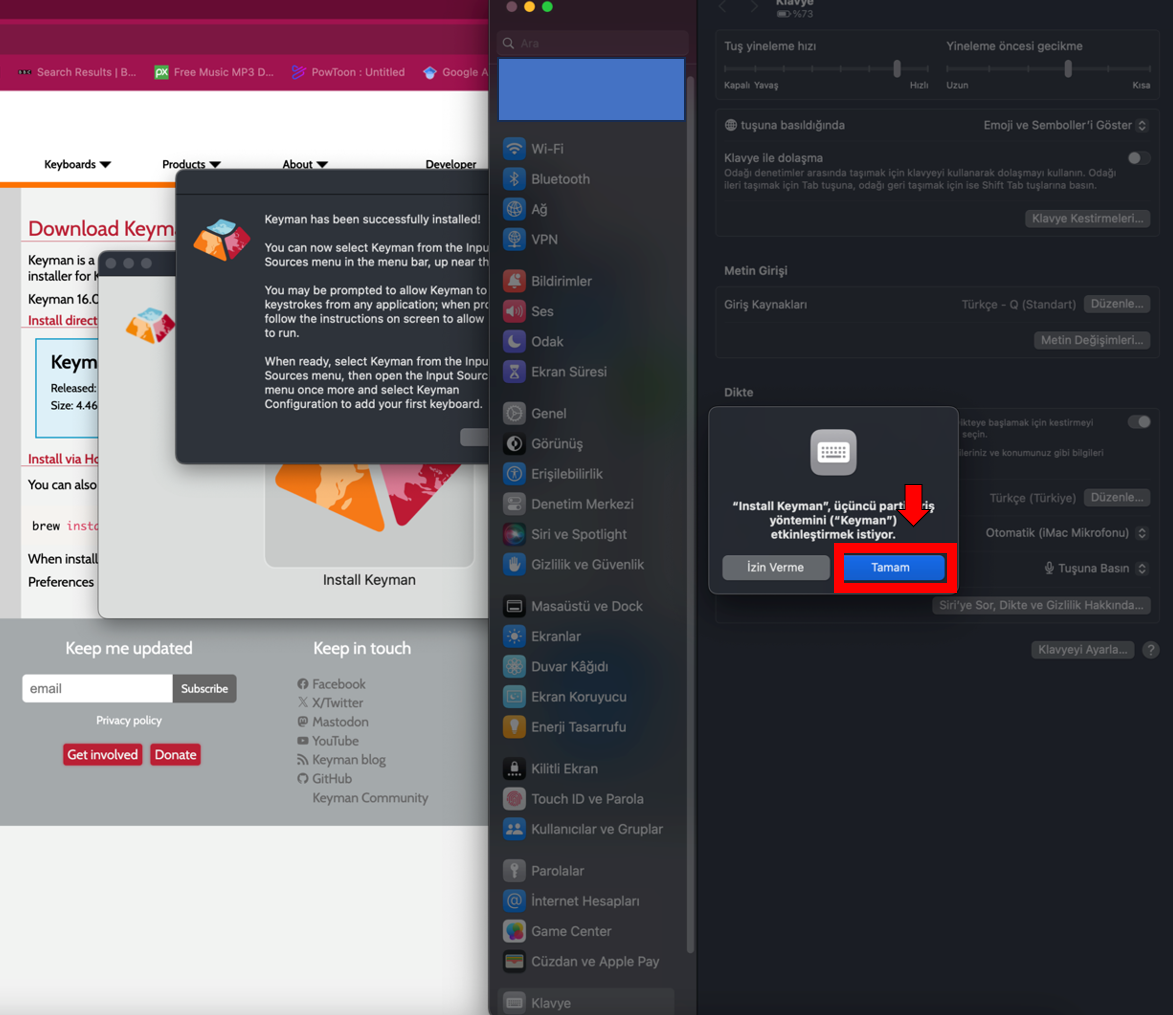 Search Results | B...
Free Music MP3 D...
PowToon : Untitled
Google A
Keyboards
Products
About
Developer
Download Keym
Keyman is a
installer for
Keyman 16.0
Install direct
Keym
Released:
Size: 4.46
Install via Ho
You can also
brew insta
When install
Preferences
Keyman has been successfully installed!
You can now select Keyman from the Inpu
Sources menu in the menu bar, up near th
You may be prompted to allow Keyman to
keystrokes from any application; when pro
follow the instructions on screen to allow
to run.
When ready, select Keyman from the Inpu
Sources menu, then open the Input Sourc
menu once more and select Keyman
Configuration to add your first keyboard.
Install Keyman
Keep me updated
email
Subscribe
Privacy policy
Get involved
Donate
Keep in touch
Facebook
X/Twitter
Mastodon
YouTube
Keyman blog
GitHub
Keyman Community
Ara
Wi-Fi
Bluetooth
Ağ
VPN
Bildirimler
Ses
Odak
Ekran Süresi
Genel
Görünüş
Erişilebilirlik
Denetim Merkezi
Siri ve Spotlight
Gizlilik ve Güvenlik
Masaüstü ve Dock
Ekranlar
Duvar Kâğıdı
Ekran Koruyucu
Enerji Tasarrufu
Kilitli Ekran
Touch ID ve Parola
Kullanıcılar ve Gruplar
Parolalar
İnternet Hesapları
Game Center
Cüzdan ve Apple Pay
Klavye
Klavye
%73
Tuş yineleme hızı
Yineleme öncesi gecikme
Kapalı Yavaş
Hızlı
Uzun
Kısa
tuşuna basıldığında
Emoji ve Semboller'i Göster
Klavye ile dolaşma
Odağı denetimler arasında taşımak için klavyeyi kullanarak dolaşmayı kullanın. Odağı
ileri taşımak için Tab tuşuna, odağı geri taşımak için ise Shift Tab tuşlarına basın.
Klavye Kestirmeleri...
Metin Girişi
Giriş Kaynakları
Türkçe - Q (Standart)
Düzenle...
Metin Değişimleri...
Dikte
ikteye başlamak için kestirmeyi
seçin.
ileriniz ve konumunuz gibi bilgileri
Türkçe (Türkiye)
Düzenle...
Otomatik (iMac Mikrofonu)
Tuşuna Basın
Siri'ye Sor, Dikte ve Gizlilik Hakkında...
Klavyeyi Ayarla...
?
“Install Keyman”, üçüncü parti giriş
yöntemini (“Keyman”)
etkinleştirmek istiyor.
İzin Verme
Tamam